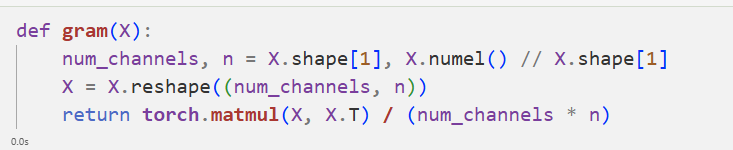 def gram(X):
    num_channels, n = X.shape[1], X.numel() // X.shape[1]
    X = X.reshape((num_channels, n))
    return torch.matmul(X, X.T) / (num_channels * n)
0.0s